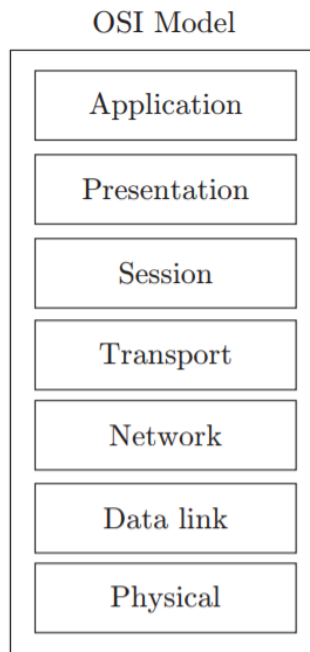 OSI Model
Application
Presentation
Session
Transport
Network
Data link
Physical